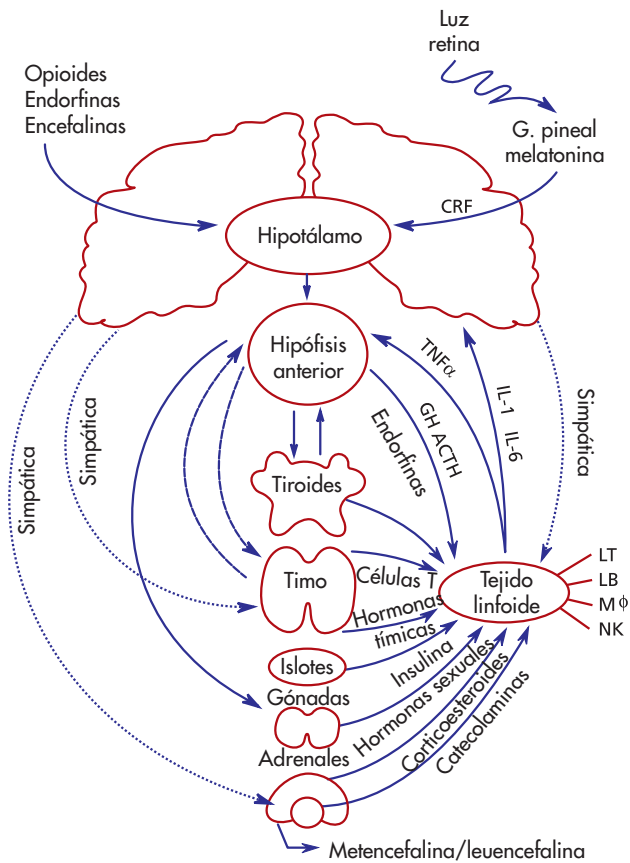 Luz
retina
Opioides
Endorfinas
Encefalinas
G. pineal
melatonina
CRF
Hipotálamo
Hipófisis
anterior
TNFα
IL-1 IL-6
GH ACTH
Endorfinas
Simpática
Simpática
Simpática
Tiroides
Timo
Células T
Hormonas
tímicas
Tejido
linfoide
LT
LB
Mϕ
NK
Islotes
Insulina
Gónadas
Hormonas sexuales
Adrenales
Corticoesteroides
Catecolaminas
Metencefalina/leuencefalina